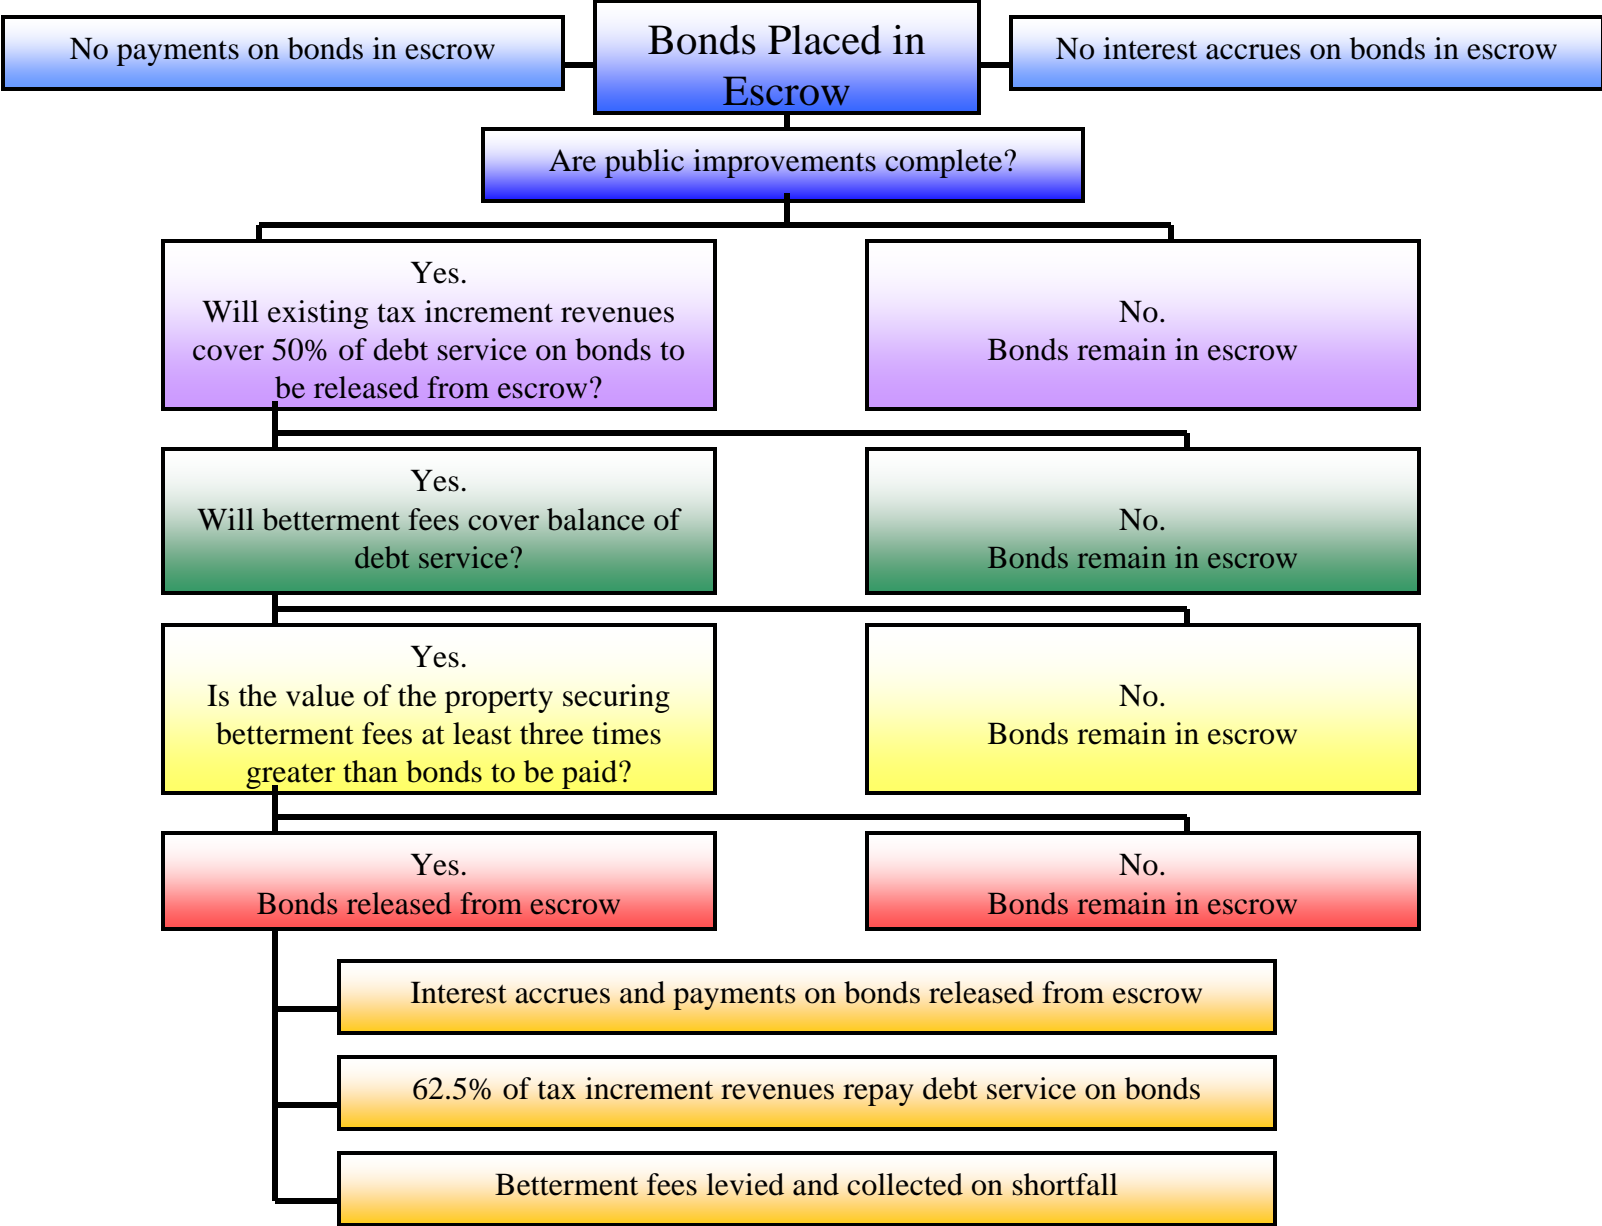 No payments on bonds in escrow
Bonds Placed in
Escrow
No interest accrues on bonds in escrow
Are public improvements complete?
Yes.
Will existing tax increment revenues
cover 50% of debt service on bonds to
be released from escrow?
No.
Bonds remain in escrow
Yes.
Will betterment fees cover balance of
debt service?
No.
Bonds remain in escrow
Yes.
Is the value of the property securing
betterment fees at least three times
greater than bonds to be paid?
No.
Bonds remain in escrow
Yes.
Bonds released from escrow
No.
Bonds remain in escrow
Interest accrues and payments on bonds released from escrow
62.5% of tax increment revenues repay debt service on bonds
Betterment fees levied and collected on shortfall